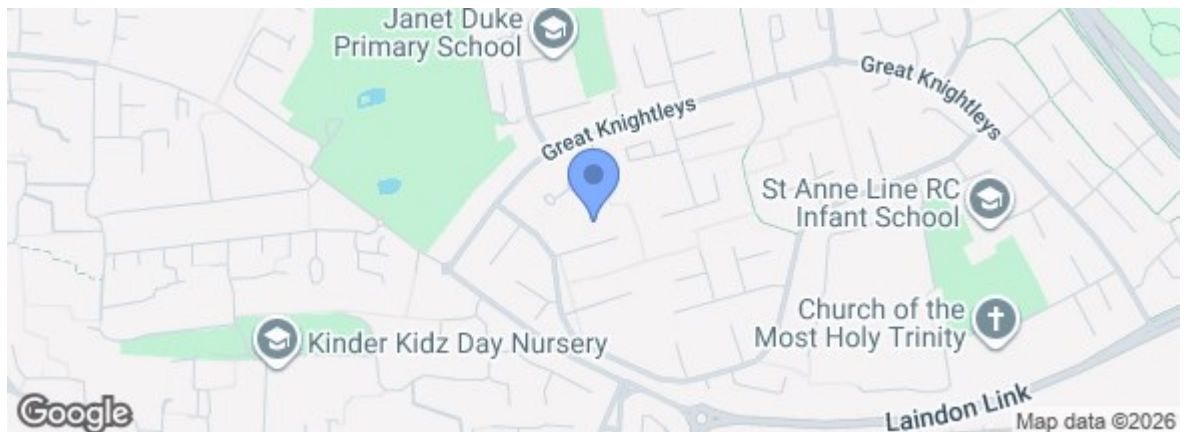 Janet Duke
Primary School
Great Knightleys
Great Knightleys
St Anne Line RC
Infant School
Church of the
Most Holy Trinity
Kinder Kidz Day Nursery
Laindon Link
Google
Map data ©2026